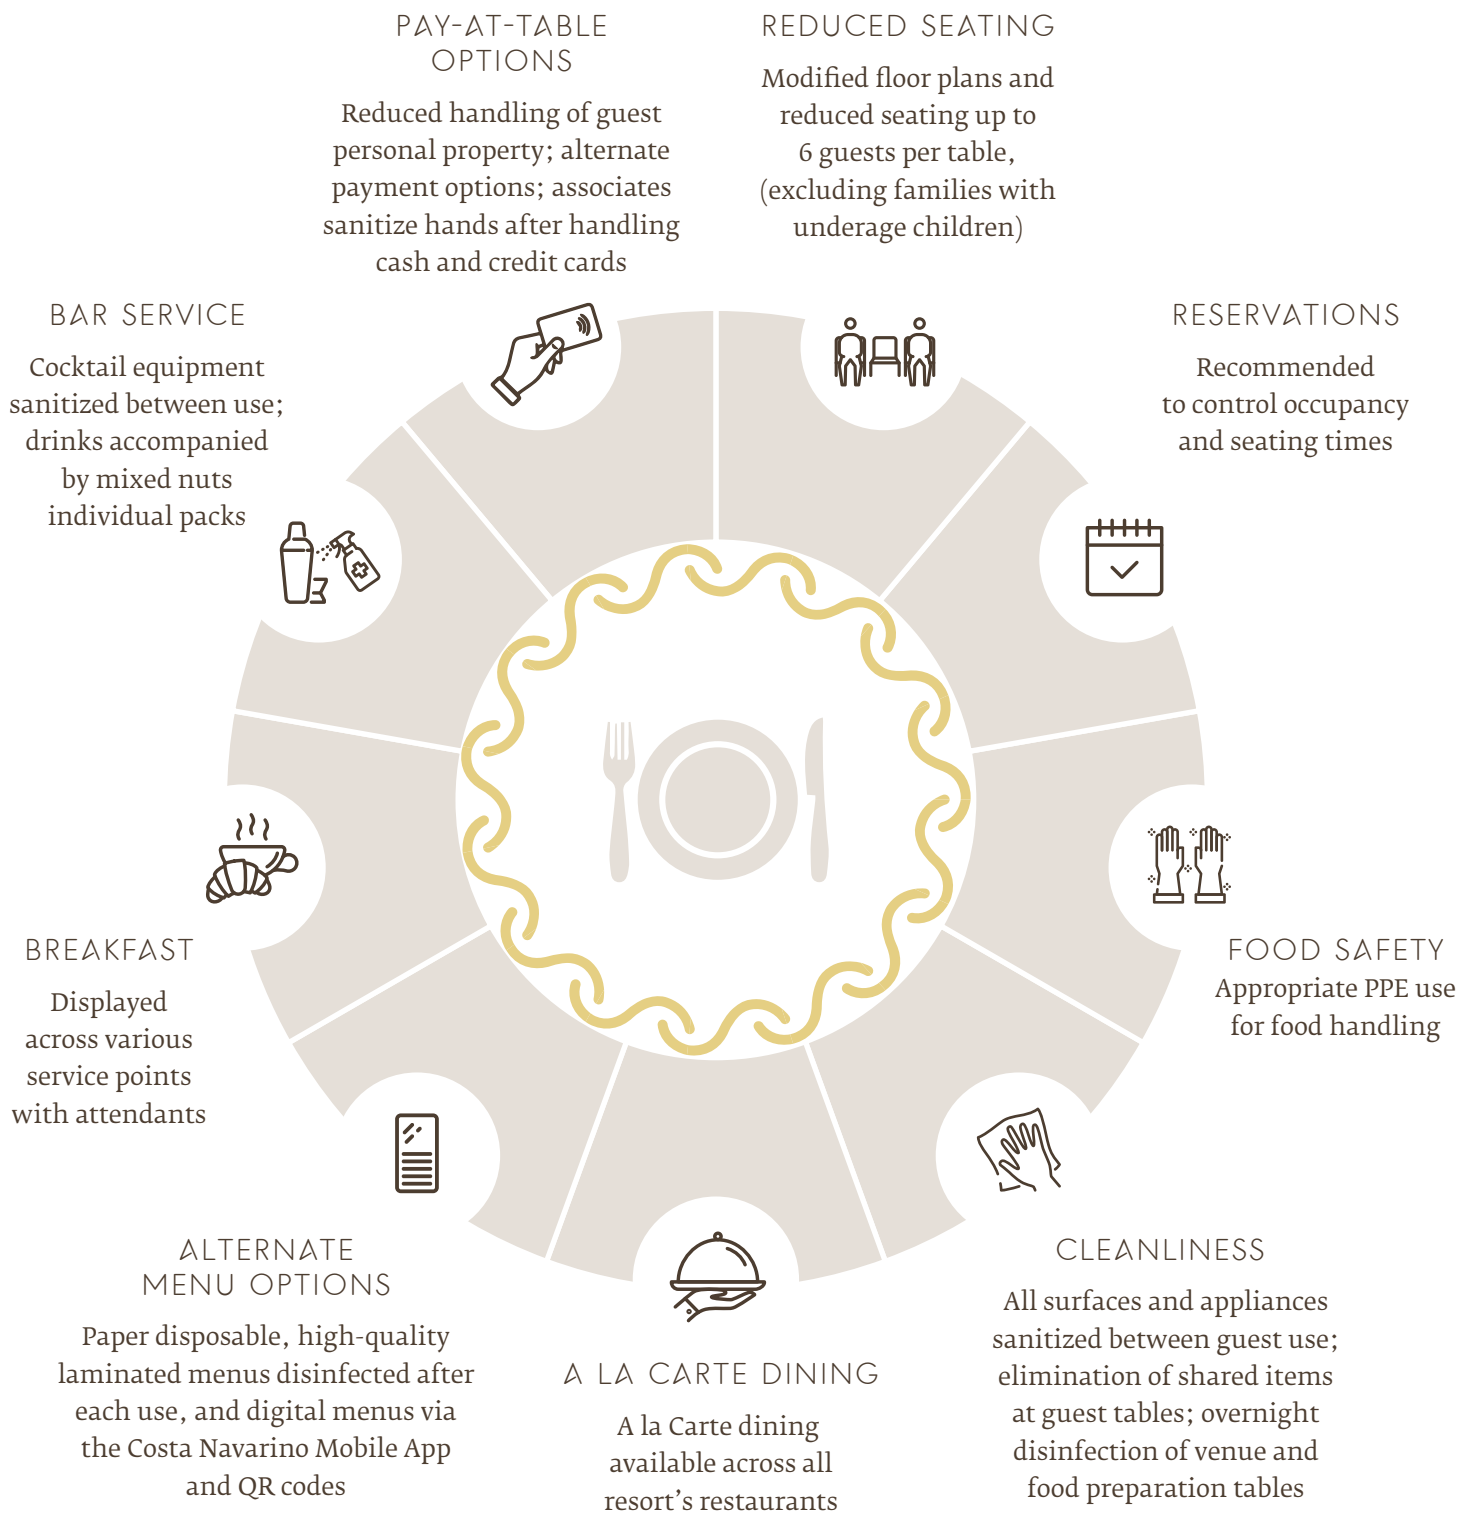 PAY-AT-TABLE
OPTIONS
Reduced handling of guest
personal property; alternate
payment options; associates
sanitize hands after handling
cash and credit cards
REDUCED SEATING
Modified floor plans and
reduced seating up to
6 guests per table,
(excluding families with
underage children)
RESERVATIONS
Recommended
to control occupancy
and seating times
FOOD SAFETY
Appropriate PPE use
for food handling
CLEANLINESS
All surfaces and appliances
sanitized between guest use;
elimination of shared items
at guest tables; overnight
disinfection of venue and
food preparation tables
A LA CARTE DINING
A la Carte dining
available across all
resort’s restaurants
ALTERNATE
MENU OPTIONS
Paper disposable, high-quality
laminated menus disinfected after
each use, and digital menus via
the Costa Navarino Mobile App
and QR codes
BREAKFAST
Displayed
across various
service points
with attendants
BAR SERVICE
Cocktail equipment
sanitized between use;
drinks accompanied
by mixed nuts
individual packs